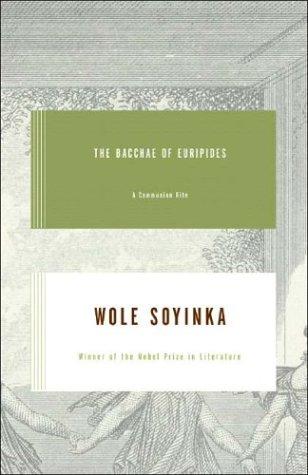 THE BACCHAE OF EURIPIDES
A Communion Rite
WOLE SOYINKA
Winner of the Nobel Prize in Literature